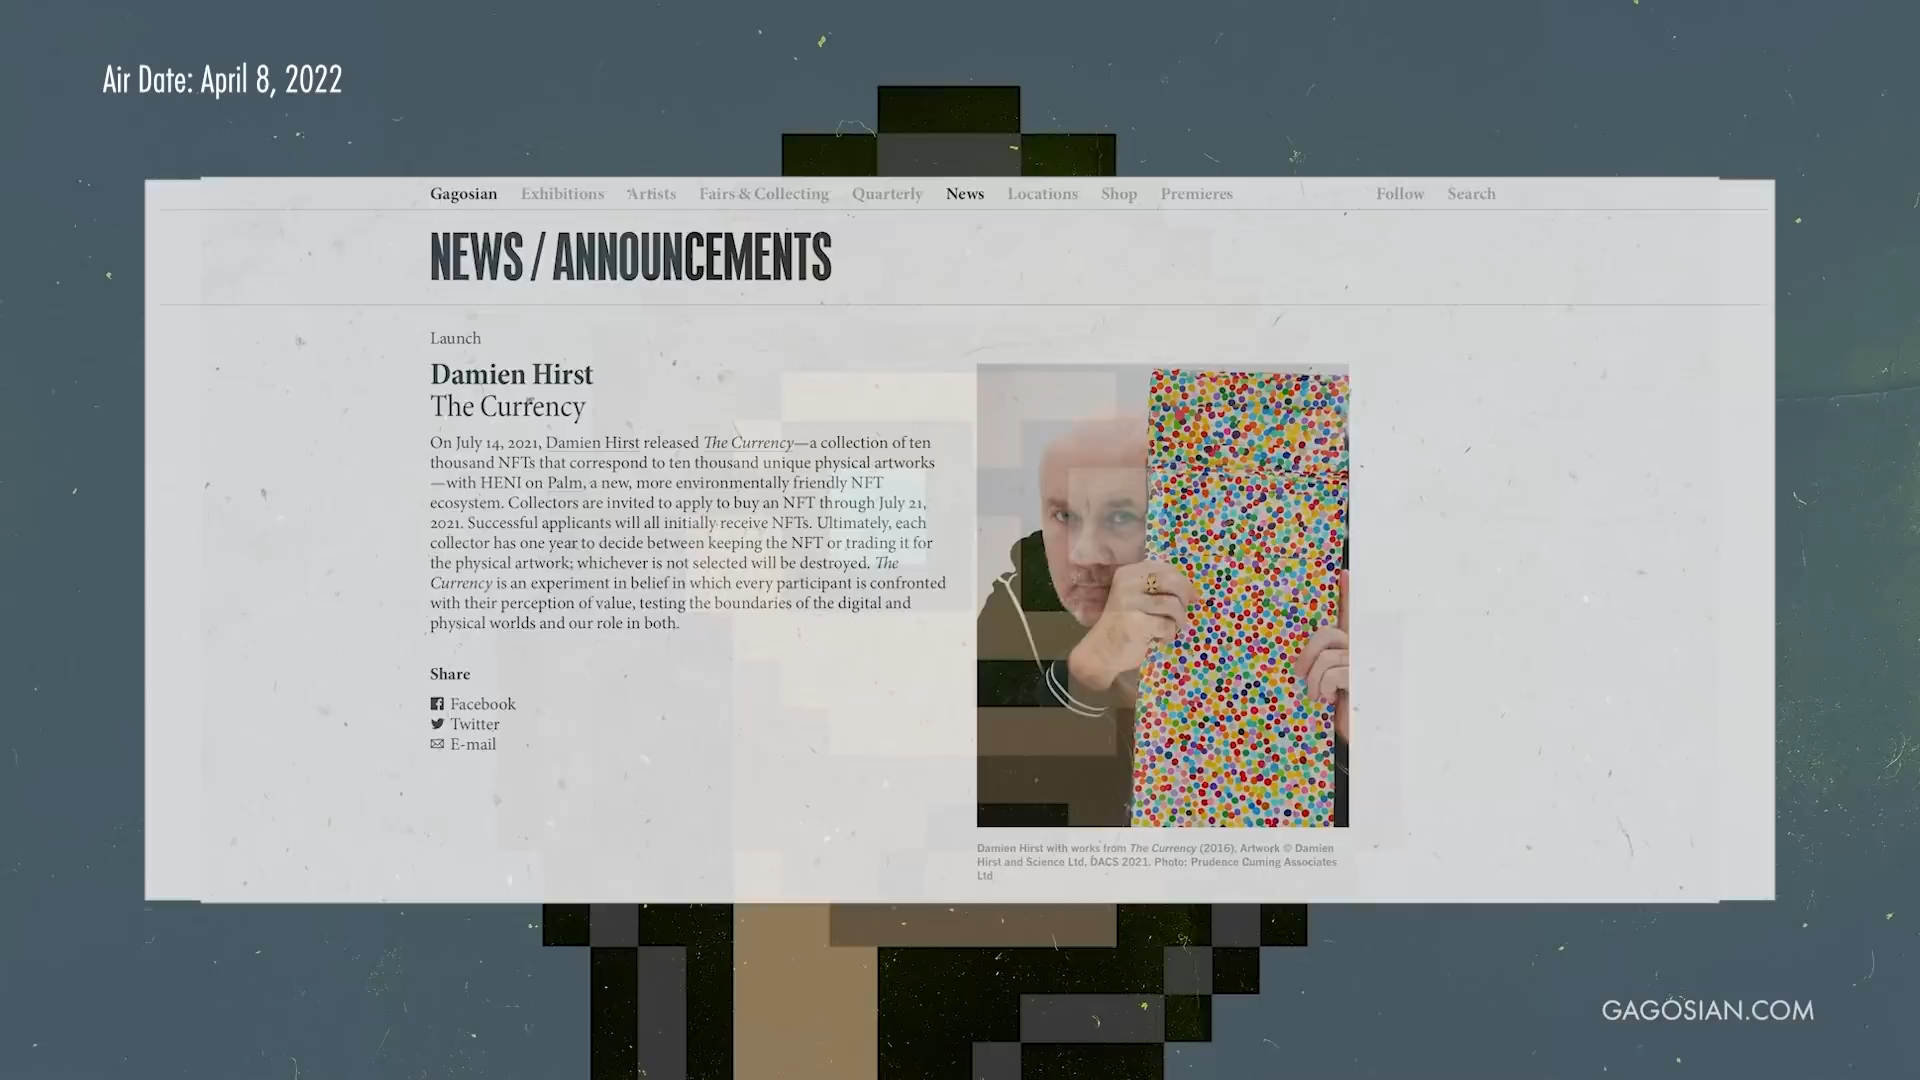 Air Date: April 8, 2022
Gagosian Exhibitions Artists Fairs & Collecting Quarterly News Locations Shop Premieres Follow Search
NEWS / ANNOUNCEMENTS
Launch
Damien Hirst
The Currency
On July 14, 2021, Damien Hirst released The Currency—a collection of ten
thousand NFTs that correspond to ten thousand unique physical artworks
—with HENI on Palm, a new, more environmentally friendly NFT
ecosystem. Collectors are invited to apply to buy an NFT through July 21,
2021. Successful applicants will all initially receive NFTs. Ultimately, each
collector has one year to decide between keeping the NFT or trading it for
the physical artwork; whichever is not selected will be destroyed. The
Currency is an experiment in belief in which every participant is confronted
with their perception of value, testing the boundaries of the digital and
physical worlds and our role in both.
Share
Facebook
Twitter
E-mail
Damien Hirst with works from The Currency (2016). Artwork © Damien
Hirst and Science Ltd, DACS 2021. Photo: Prudence Cuming Associates
Ltd
GAGOSIAN.COM